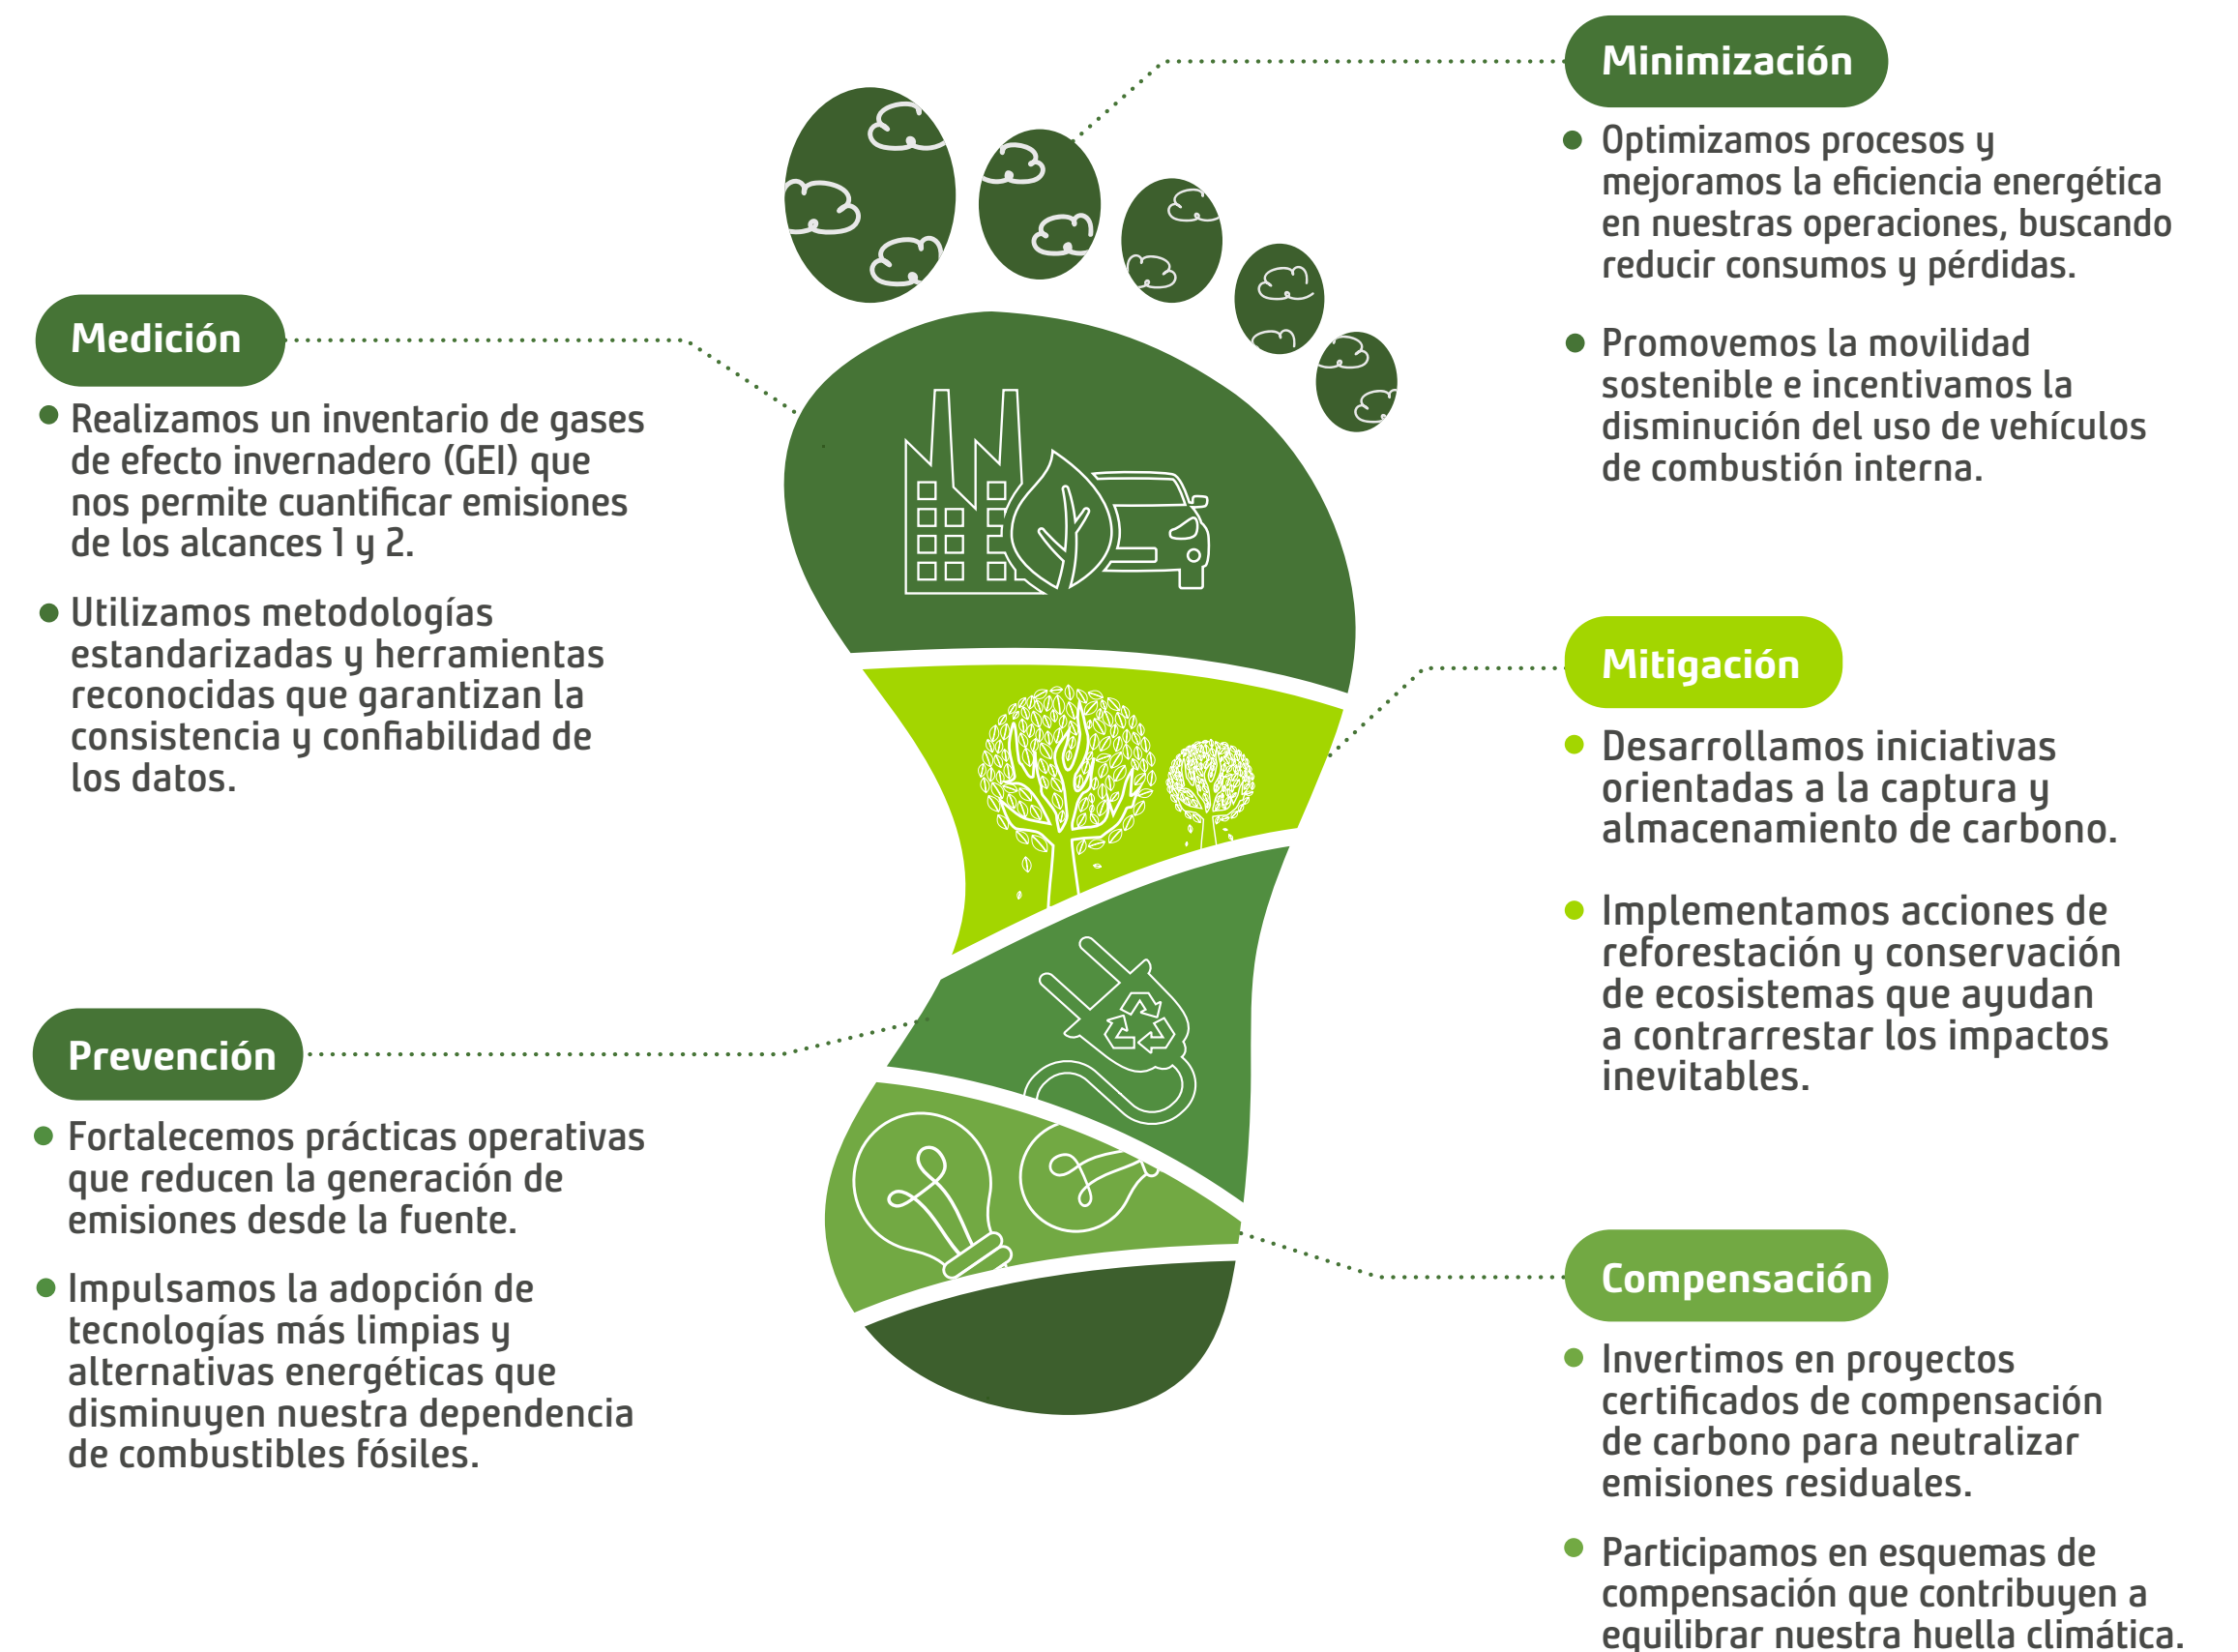 Medición
Realizamos un inventario de gases
de efecto invernadero (GEI) que
nos permite cuantificar emisiones
de los alcances 1 y 2.
Utilizamos metodologías
estandarizadas y herramientas
reconocidas que garantizan la
consistencia y confiabilidad de
los datos.
Prevención
Fortalecemos prácticas operativas
que reducen la generación de
emisiones desde la fuente.
Impulsamos la adopción de
tecnologías más limpias y
alternativas energéticas que
disminuyen nuestra dependencia
de combustibles fósiles.
Minimización
Optimizamos procesos y
mejoramos la eficiencia energética
en nuestras operaciones, buscando
reducir consumos y pérdidas.
Promovemos la movilidad
sostenible e incentivamos la
disminución del uso de vehículos
de combustión interna.
Mitigación
Desarrollamos iniciativas
orientadas a la captura y
almacenamiento de carbono.
Implementamos acciones de
reforestación y conservación
de ecosistemas que ayudan
a contrarrestar los impactos
inevitables.
Compensación
Invertimos en proyectos
certificados de compensación
de carbono para neutralizar
emisiones residuales.
Participamos en esquemas de
compensación que contribuyen a
equilibrar nuestra huella climática.